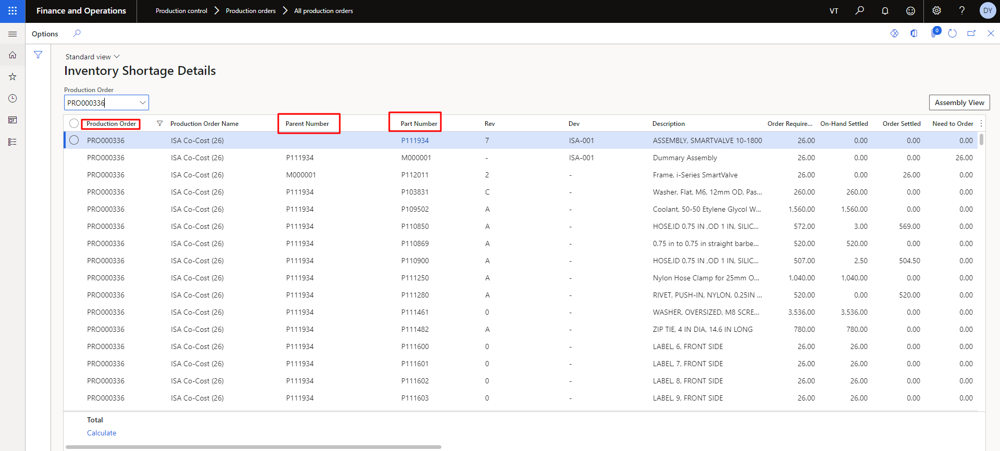 Finance and Operations Production control Production orders All production orders VT DY
Options 0
Standard view
Inventory Shortage Details
Production Order
PRO000336
Assembly View
Production Order Production Order Name Parent Number Part Number Rev Dev Description Order Require... On-Hand Settled Order Settled Need to Order
PRO000336 ISA Co-Cost (26) P111934 7 ISA-001 ASSEMBLY, SMARTVALVE 10-1800 26.00 0.00 0.00 0.00
PRO000336 ISA Co-Cost (26) P111934 M000001 - ISA-001 Dummary Assembly 26.00 0.00 0.00 26.00
PRO000336 ISA Co-Cost (26) M000001 P112011 2 - Frame, i-Series SmartValve 26.00 0.00 26.00 0.00
PRO000336 ISA Co-Cost (26) P111934 P103831 C - Washer, Flat, M6, 12mm OD, Pas... 260.00 260.00 0.00 0.00
PRO000336 ISA Co-Cost (26) P111934 P109502 A - Coolant, 50-50 Etylene Glycol W... 1,560.00 1,560.00 0.00 0.00
PRO000336 ISA Co-Cost (26) P111934 P110850 A - HOSE,ID 0.75 IN ,OD 1 IN, SILIC... 572.00 3.00 569.00 0.00
PRO000336 ISA Co-Cost (26) P111934 P110869 A - 0.75 in to 0.75 in straight barbe... 520.00 520.00 0.00 0.00
PRO000336 ISA Co-Cost (26) P111934 P110900 A - HOSE,ID 0.75 IN ,OD 1 IN, SILIC... 507.00 2.50 504.50 0.00
PRO000336 ISA Co-Cost (26) P111934 P111250 A - Nylon Hose Clamp for 25mm O... 1,040.00 1,040.00 0.00 0.00
PRO000336 ISA Co-Cost (26) P111934 P111280 A - RIVET, PUSH-IN, NYLON, 0.25IN ... 520.00 0.00 520.00 0.00
PRO000336 ISA Co-Cost (26) P111934 P111461 0 - WASHER, OVERSIZED, M8 SCRE... 3,536.00 3,536.00 0.00 0.00
PRO000336 ISA Co-Cost (26) P111934 P111482 A - ZIP TIE, 4 IN DIA, 14.6 IN LONG 780.00 780.00 0.00 0.00
PRO000336 ISA Co-Cost (26) P111934 P111600 0 - LABEL, 6, FRONT SIDE 26.00 26.00 0.00 0.00
PRO000336 ISA Co-Cost (26) P111934 P111601 0 - LABEL, 7, FRONT SIDE 26.00 26.00 0.00 0.00
PRO000336 ISA Co-Cost (26) P111934 P111602 0 - LABEL, 8, FRONT SIDE 26.00 26.00 0.00 0.00
PRO000336 ISA Co-Cost (26) P111934 P111603 0 - LABEL, 9, FRONT SIDE 26.00 26.00 0.00 0.00
Total
Calculate